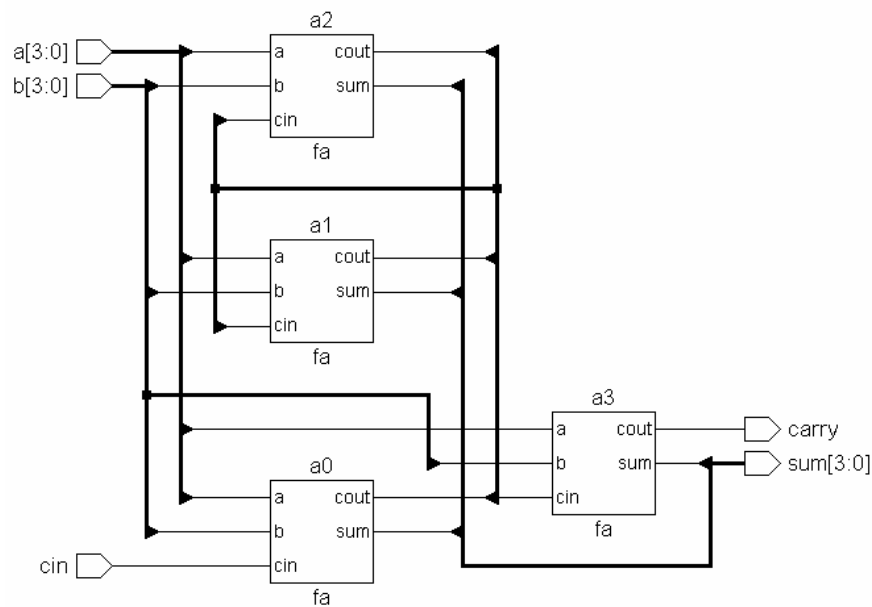 a2
a[3:0] a cout
b[3:0] b sum
cin
fa
a1
a cout
b sum
cin
fa
a3
a cout carry
b sum sum[3:0]
cin
fa
a0
a cout
b sum
cin cin
fa